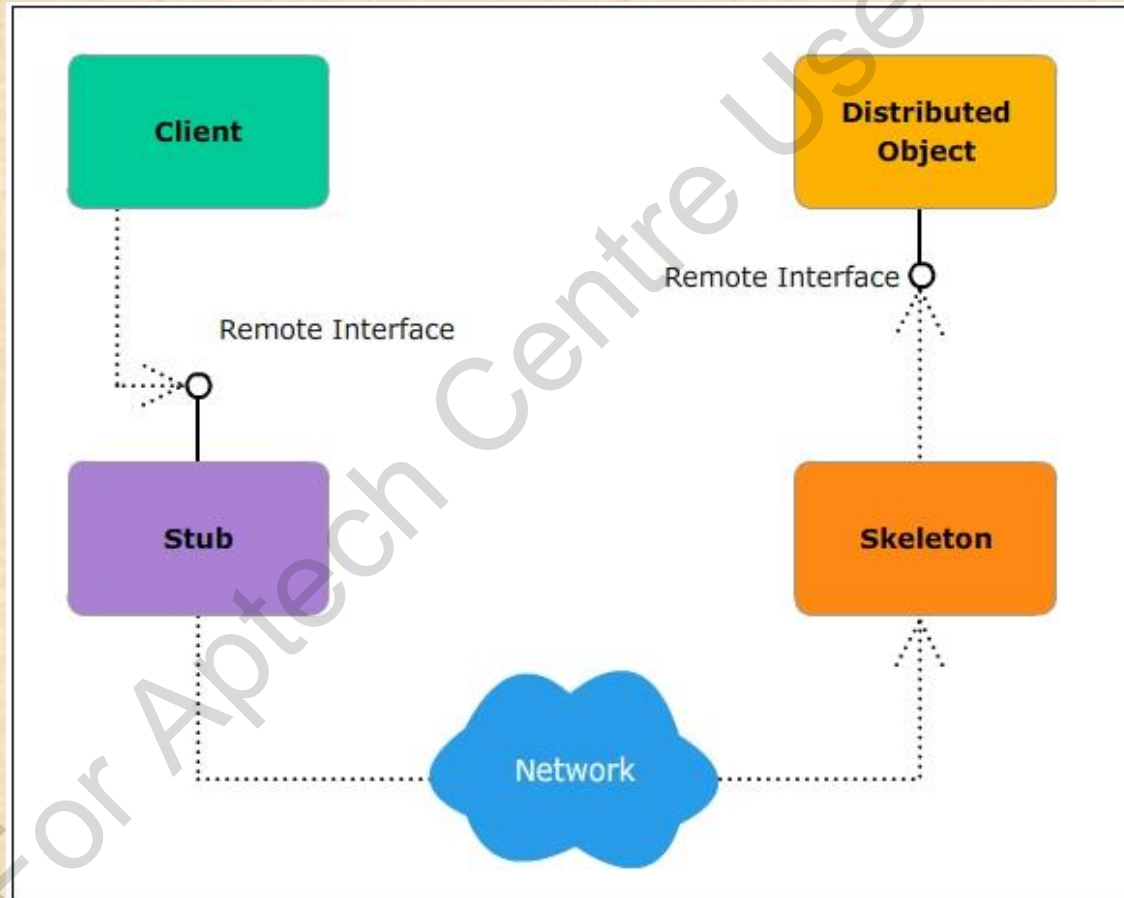 Client
Distributed
Object
Remote Interface
Remote Interface
Stub
Skeleton
Network
For Aptech Centre Use